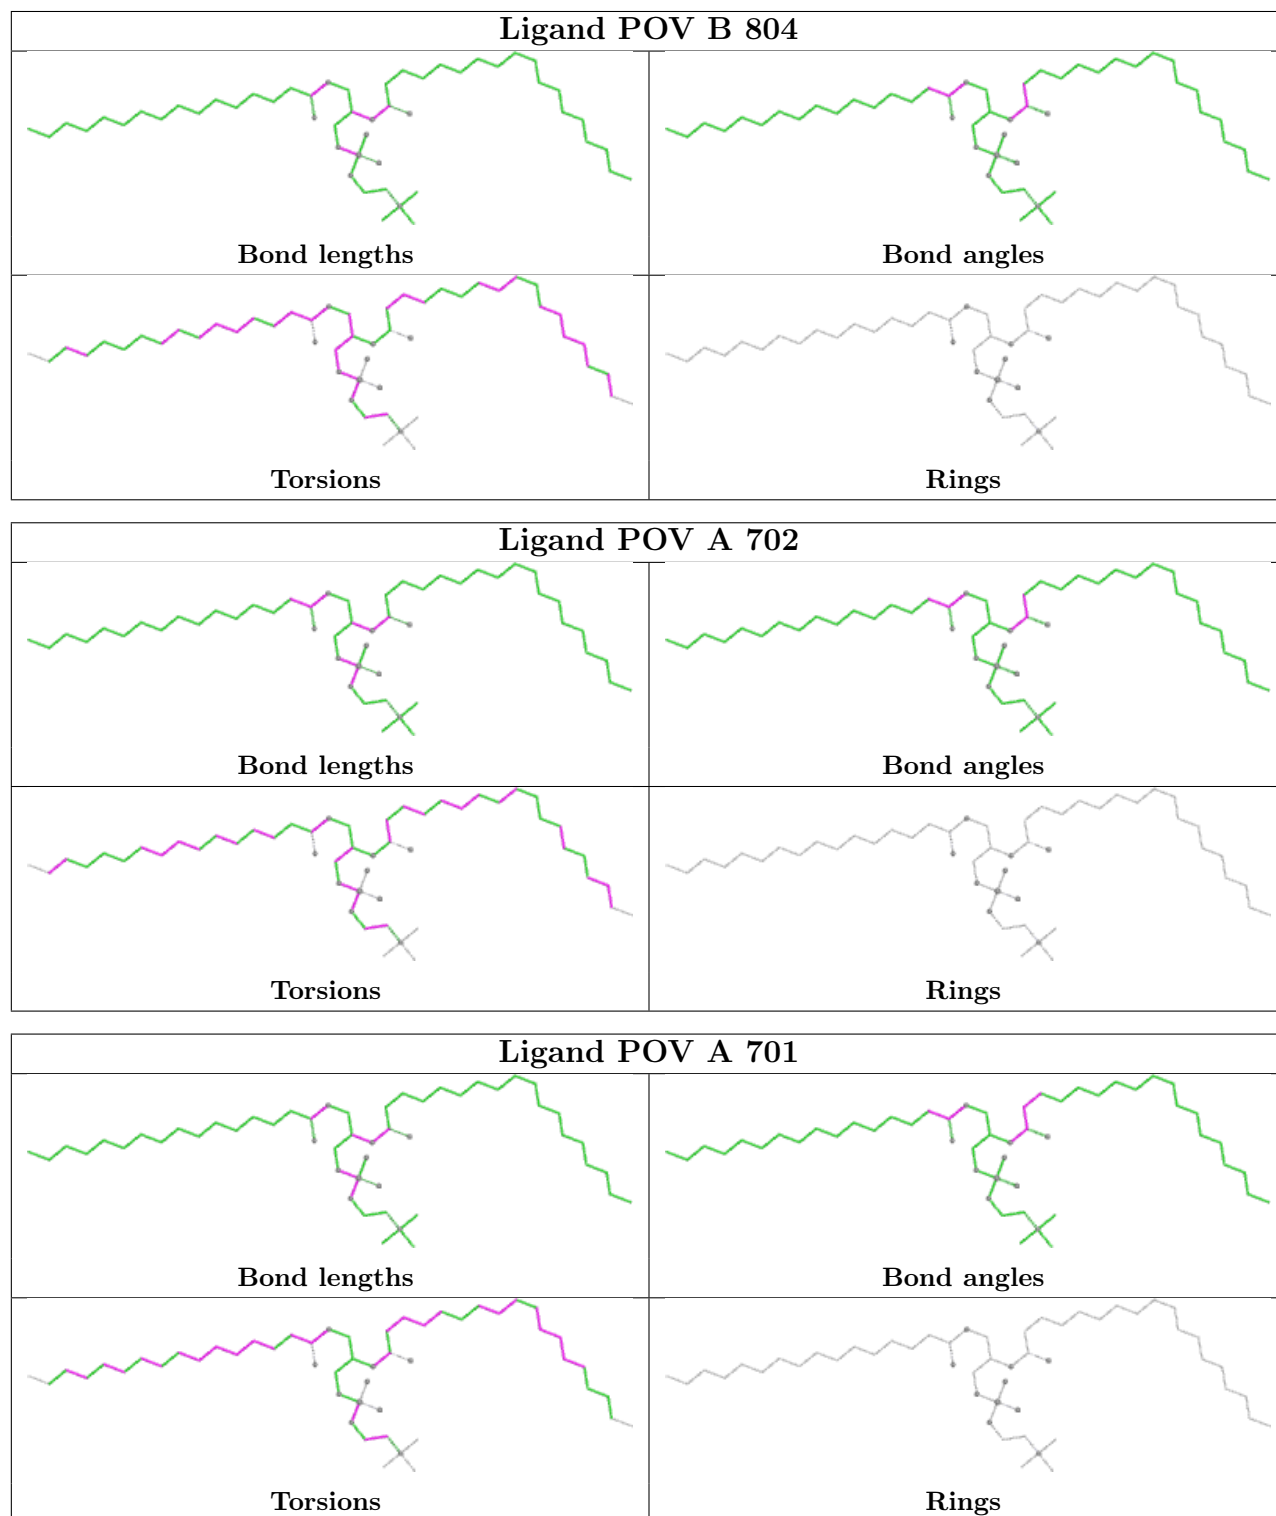 Ligand POV B 804
Bond lengths
Bond angles
Torsions
Rings
Ligand POV A 702
Bond lengths
Bond angles
Torsions
Rings
Ligand POV A 701
Bond lengths
Bond angles
Torsions
Rings